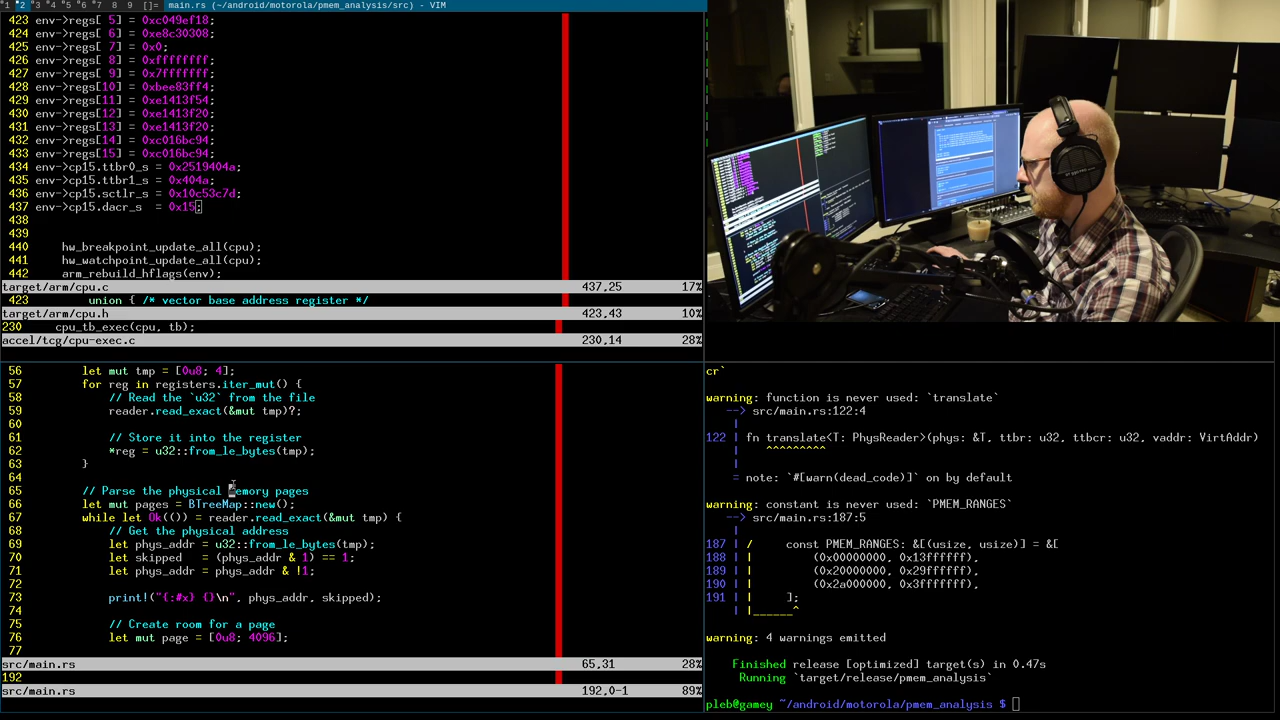 1 2 3 4 5 6 7 8 9 []= main.rs (~/android/motorola/pmem_analysis/src) - VIM
423 env->regs[ 5] = 0xc049ef18;
424 env->regs[ 6] = 0xe8c30308;
425 env->regs[ 7] = 0x0;
426 env->regs[ 8] = 0xffffffff;
427 env->regs[ 9] = 0x7fffffff;
428 env->regs[10] = 0xbee83ff4;
429 env->regs[11] = 0xe1413f54;
430 env->regs[12] = 0xe1413f20;
431 env->regs[13] = 0xe1413f20;
432 env->regs[14] = 0xc016bc94;
433 env->regs[15] = 0xc016bc94;
434 env->cp15.ttbr0_s = 0x2519404a;
435 env->cp15.ttbr1_s = 0x404a;
436 env->cp15.sctlr_s = 0x10c53c7d;
437 env->cp15.dacr_s  = 0x15;
438
439
440     hw_breakpoint_update_all(cpu);
441     hw_watchpoint_update_all(cpu);
442     arm_rebuild_hflags(env);
target/arm/cpu.c 437,25 17%
423         union { /* vector base address register */
target/arm/cpu.h 423,43 10%
230    cpu_tb_exec(cpu, tb);
accel/tcg/cpu-exec.c 230,14 28%
56         let mut tmp = [0u8; 4];
57         for reg in registers.iter_mut() {
58             // Read the `u32` from the file
59             reader.read_exact(&mut tmp)?;
60
61             // Store it into the register
62             *reg = u32::from_le_bytes(tmp);
63         }
64
65         // Parse the physical memory pages
66         let mut pages = BTreeMap::new();
67         while let Ok(()) = reader.read_exact(&mut tmp) {
68             // Get the physical address
69             let phys_addr = u32::from_le_bytes(tmp);
70             let skipped   = (phys_addr & 1) == 1;
71             let phys_addr = phys_addr & !1;
72
73             print!("{:#x} {}\n", phys_addr, skipped);
74
75             // Create room for a page
76             let mut page = [0u8; 4096];
77
src/main.rs 65,31 28%
192
src/main.rs 192,0-1 89%
cr`
warning: function is never used: `translate`
--> src/main.rs:122:4
|
122 | fn translate<T: PhysReader>(phys: &T, ttbr: u32, ttbcr: u32, vaddr: VirtAddr)
|    ^^^^^^^^^
|
= note: `#[warn(dead_code)]` on by default
warning: constant is never used: `PMEM_RANGES`
--> src/main.rs:187:5
|
187 | /     const PMEM_RANGES: &[(usize, usize)] = &[
188 | |         (0x00000000, 0x13ffffff),
189 | |         (0x20000000, 0x29ffffff),
190 | |         (0x2a000000, 0x3fffffff),
191 | |     ];
| |______^
warning: 4 warnings emitted
Finished release [optimized] target(s) in 0.47s
Running `target/release/pmem_analysis`
pleb@gamey ~/android/motorola/pmem_analysis $